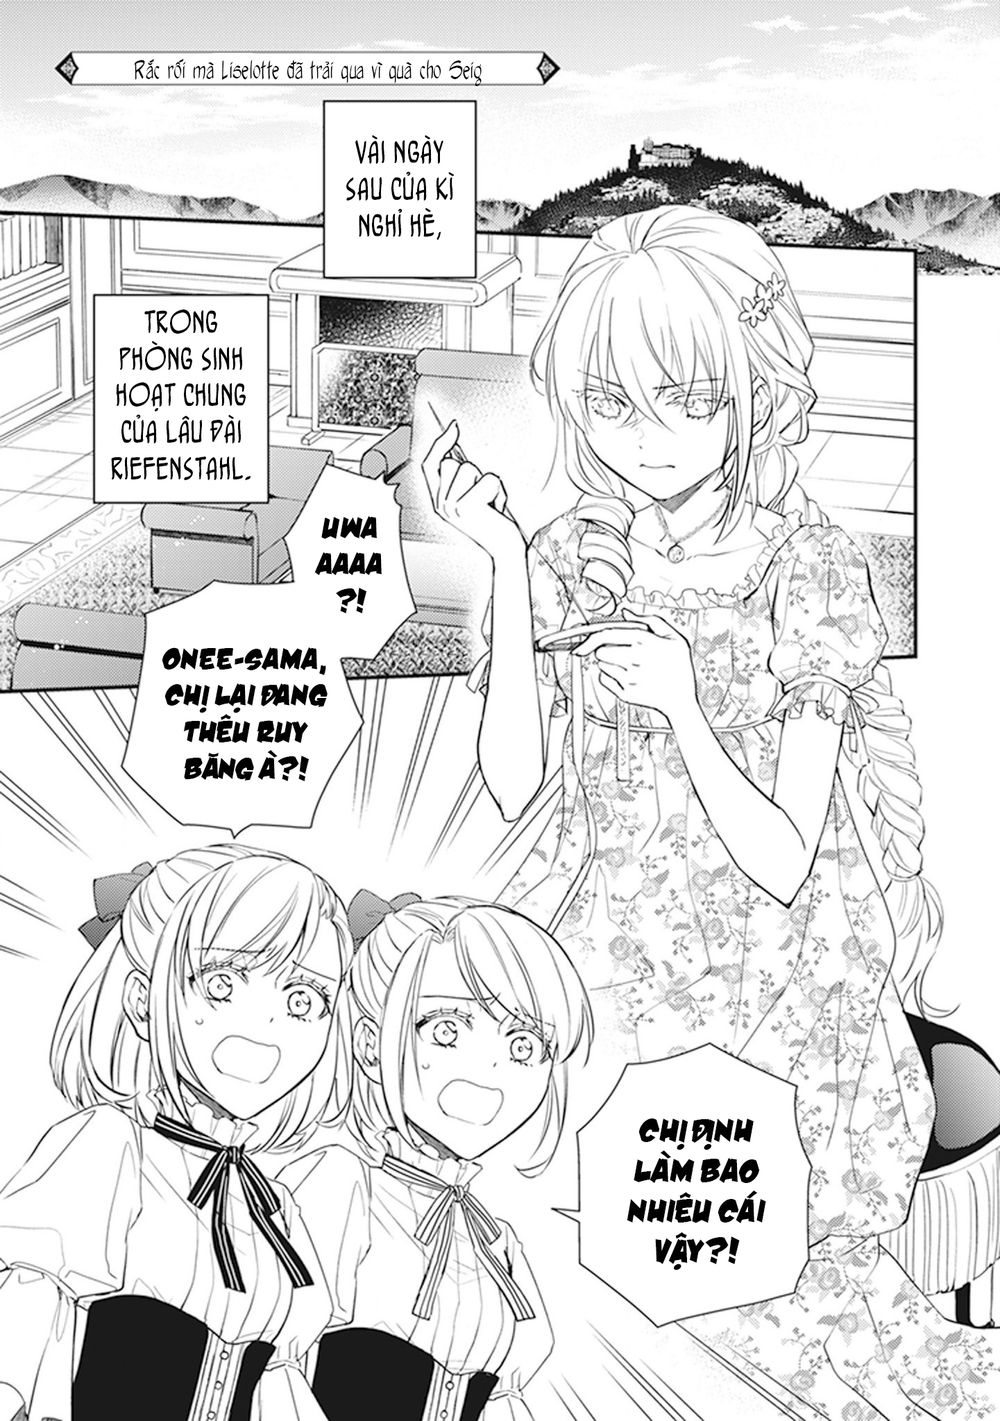 Rắc rối mà Liselotte đã trải qua vì quà cho Seig
VÀI NGÀY
SAU CỦA KÌ
NGHỈ HÈ,
TRONG
PHÒNG SINH
HOẠT CHUNG
CỦA LÂU ĐÀI
RIEFENSTAHL.
UWA
AAAA
?!
ONEE-SAMA,
CHỊ LẠI ĐANG
THÊU RUY
BĂNG À?!
CHỊ ĐỊNH
LÀM BAO
NHIÊU CÁI
VẬY?!